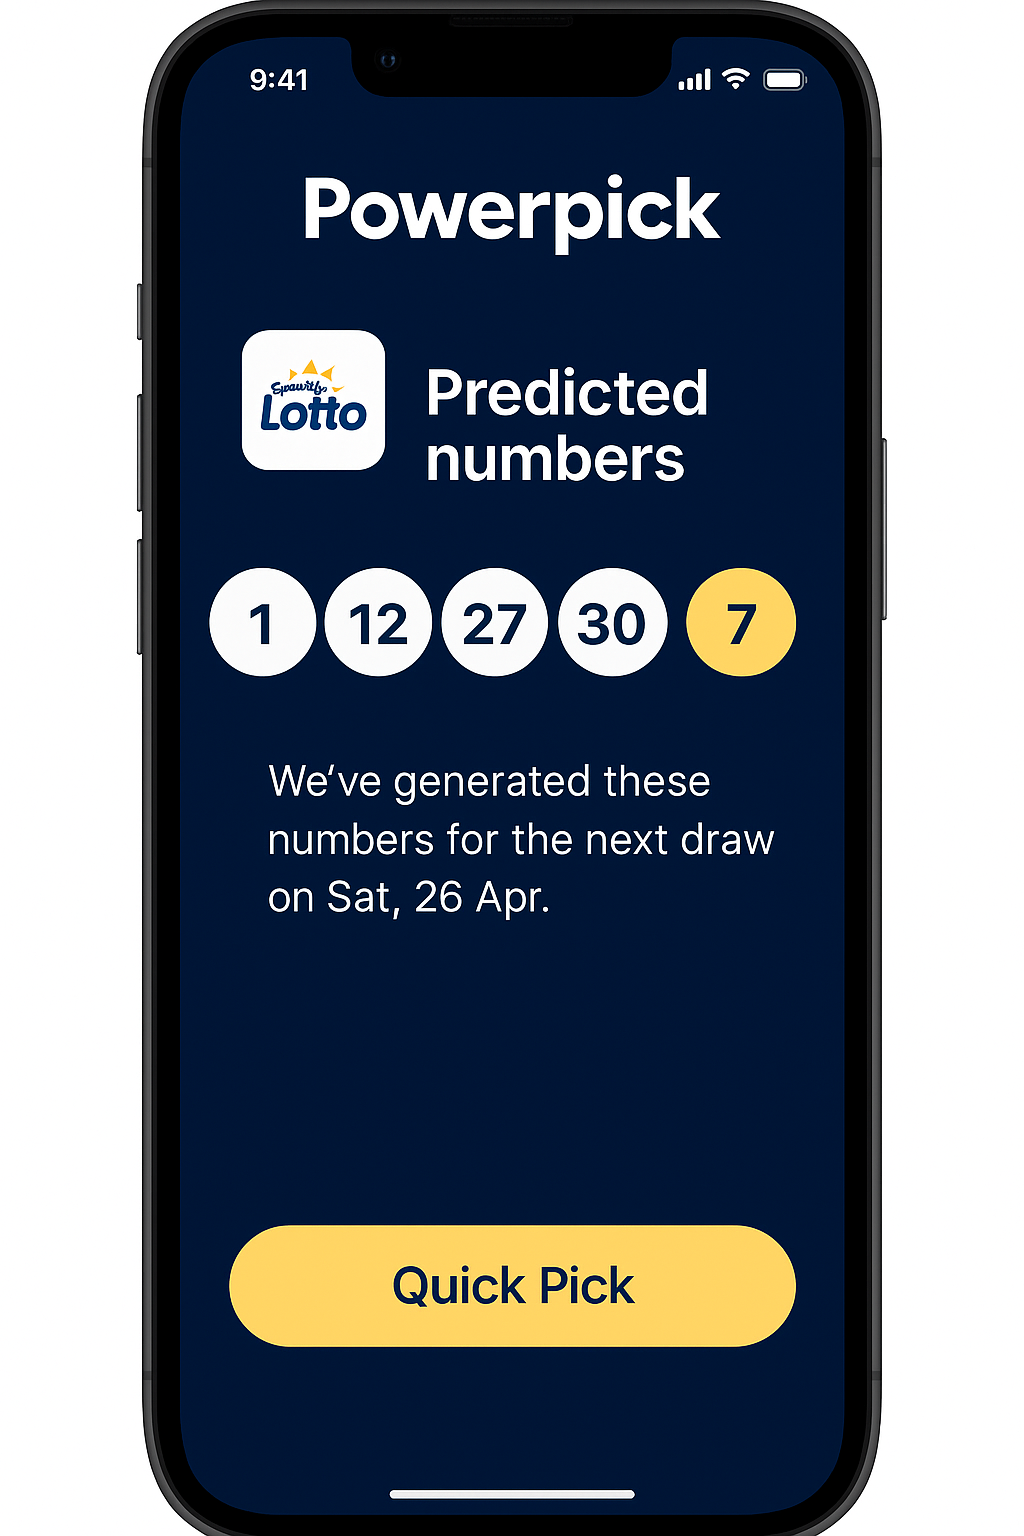 9:41
Powerpick
Lotto
Predicted
numbers
1 12 27 30 7
We‘ve generated these
numbers for the next draw
on Sat, 26 Apr.
Quick Pick